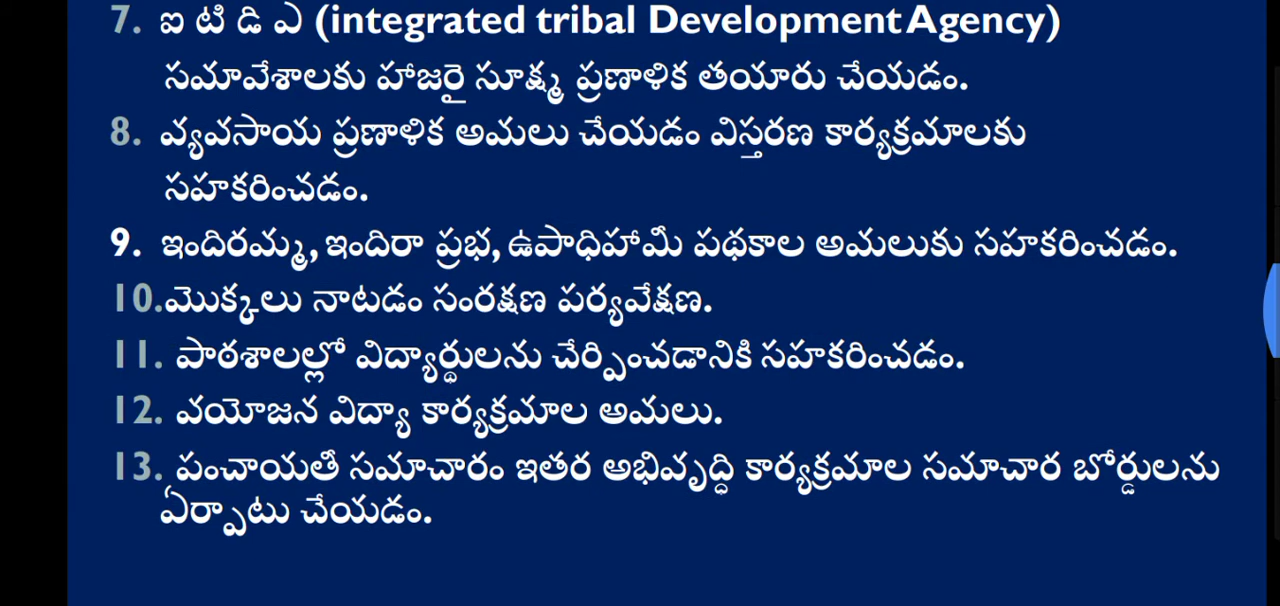 7. ఐ టి డి ఎ (integrated tribal Development Agency)
సమావేశాలకు హాజరై సూక్ష్మ ప్రణాళిక తయారు చేయడం.
8. వ్యవసాయ ప్రణాళిక అమలు చేయడం విస్తరణ కార్యక్రమాలకు
సహకరించడం.
9. ఇందిరమ్మ, ఇందిరా ప్రభ, ఉపాధిహామీ పథకాల అమలుకు సహకరించడం.
10.మొక్కలు నాటడం సంరక్షణ పర్యవేక్షణ.
11. పాఠశాలల్లో విద్యార్థులను చేర్పించడానికి సహకరించడం.
12. వయోజన విద్యా కార్యక్రమాల అమలు.
13. పంచాయతీ సమాచారం ఇతర అభివృద్ధి కార్యక్రమాల సమాచార బోర్డులను
ఏర్పాటు చేయడం.